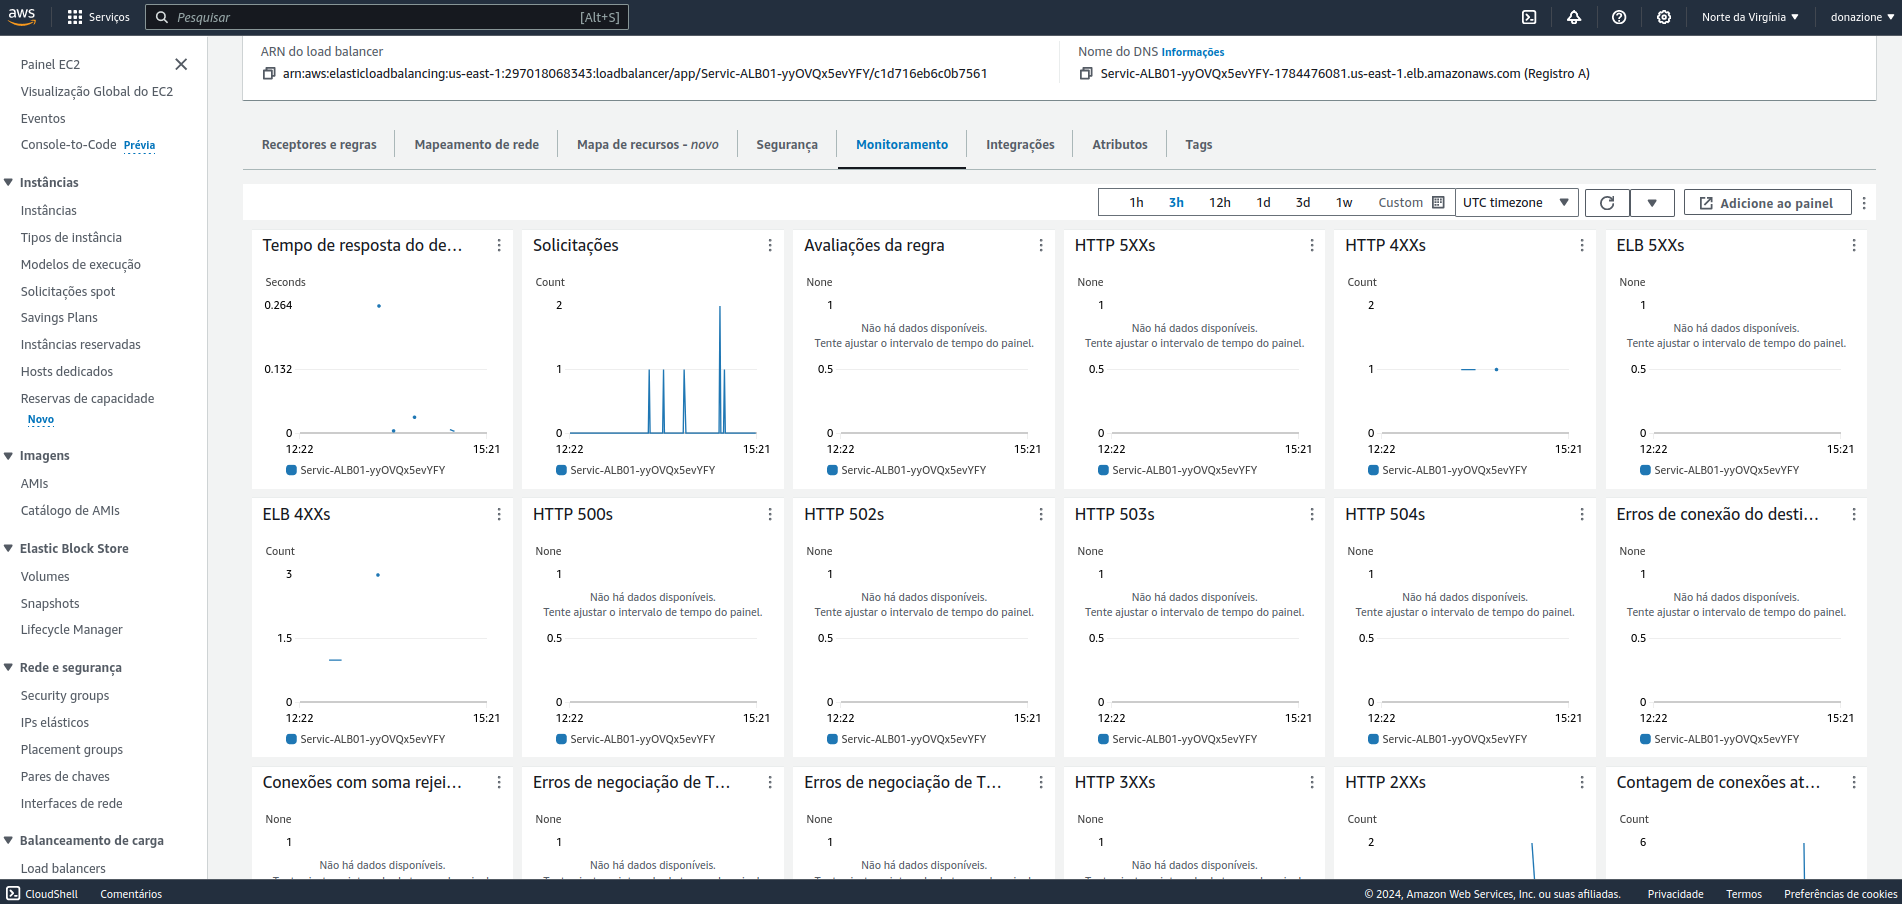 aws
Serviços
Pesquisar
[Alt+S]
Norte da Virgínia
donazione
Painel EC2
Visualização Global do EC2
Eventos
Console-to-Code Prévia
Instâncias
Instâncias
Tipos de instância
Modelos de execução
Solicitações spot
Savings Plans
Instâncias reservadas
Hosts dedicados
Reservas de capacidade
Novo
Imagens
AMIs
Catálogo de AMIs
Elastic Block Store
Volumes
Snapshots
Lifecycle Manager
Rede e segurança
Security groups
IPs elásticos
Placement groups
Pares de chaves
Interfaces de rede
Balanceamento de carga
Load balancers
ARN do load balancer
arn:aws:elasticloadbalancing:us-east-1:297018068343:loadbalancer/app/Servic-ALB01-yyOVQx5evYFY/c1d716eb6c0b7561
Nome do DNS Informações
Servic-ALB01-yyOVQx5evYFY-1784476081.us-east-1.elb.amazonaws.com (Registro A)
Receptores e regras
Mapeamento de rede
Mapa de recursos - novo
Segurança
Monitoramento
Integrações
Atributos
Tags
1h 3h 12h 1d 3d 1w Custom
UTC timezone
Adicione ao painel
Tempo de resposta do de...
Seconds
0.264
0.132
0
12:22 15:21
Servic-ALB01-yyOVQx5evYFY
Solicitações
Count
2
1
0
12:22 15:21
Servic-ALB01-yyOVQx5evYFY
Avaliações da regra
None
1
Não há dados disponíveis.
Tente ajustar o intervalo de tempo do painel.
0.5
0
12:22 15:21
Servic-ALB01-yyOVQx5evYFY
HTTP 5XXs
None
1
Não há dados disponíveis.
Tente ajustar o intervalo de tempo do painel.
0.5
0
12:22 15:21
Servic-ALB01-yyOVQx5evYFY
HTTP 4XXs
Count
2
1
0
12:22 15:21
Servic-ALB01-yyOVQx5evYFY
ELB 5XXs
None
1
Não há dados disponíveis.
Tente ajustar o intervalo de tempo do painel.
0.5
0
12:22 15:21
Servic-ALB01-yyOVQx5evYFY
ELB 4XXs
Count
3
1.5
0
12:22 15:21
Servic-ALB01-yyOVQx5evYFY
HTTP 500s
None
1
Não há dados disponíveis.
Tente ajustar o intervalo de tempo do painel.
0.5
0
12:22 15:21
Servic-ALB01-yyOVQx5evYFY
HTTP 502s
None
1
Não há dados disponíveis.
Tente ajustar o intervalo de tempo do painel.
0.5
0
12:22 15:21
Servic-ALB01-yyOVQx5evYFY
HTTP 503s
None
1
Não há dados disponíveis.
Tente ajustar o intervalo de tempo do painel.
0.5
0
12:22 15:21
Servic-ALB01-yyOVQx5evYFY
HTTP 504s
None
1
Não há dados disponíveis.
Tente ajustar o intervalo de tempo do painel.
0.5
0
12:22 15:21
Servic-ALB01-yyOVQx5evYFY
Erros de conexão do desti...
None
1
Não há dados disponíveis.
Tente ajustar o intervalo de tempo do painel.
0.5
0
12:22 15:21
Servic-ALB01-yyOVQx5evYFY
Conexões com soma rejei...
None
1
Não há dados disponíveis.
Erros de negociação de T...
None
1
Não há dados disponíveis.
Erros de negociação de T...
None
1
Não há dados disponíveis.
HTTP 3XXs
None
1
Não há dados disponíveis.
HTTP 2XXs
Count
2
Contagem de conexões at...
Count
6
CloudShell
Comentários
© 2024, Amazon Web Services, Inc. ou suas afiliadas.
Privacidade
Termos
Preferências de cookies